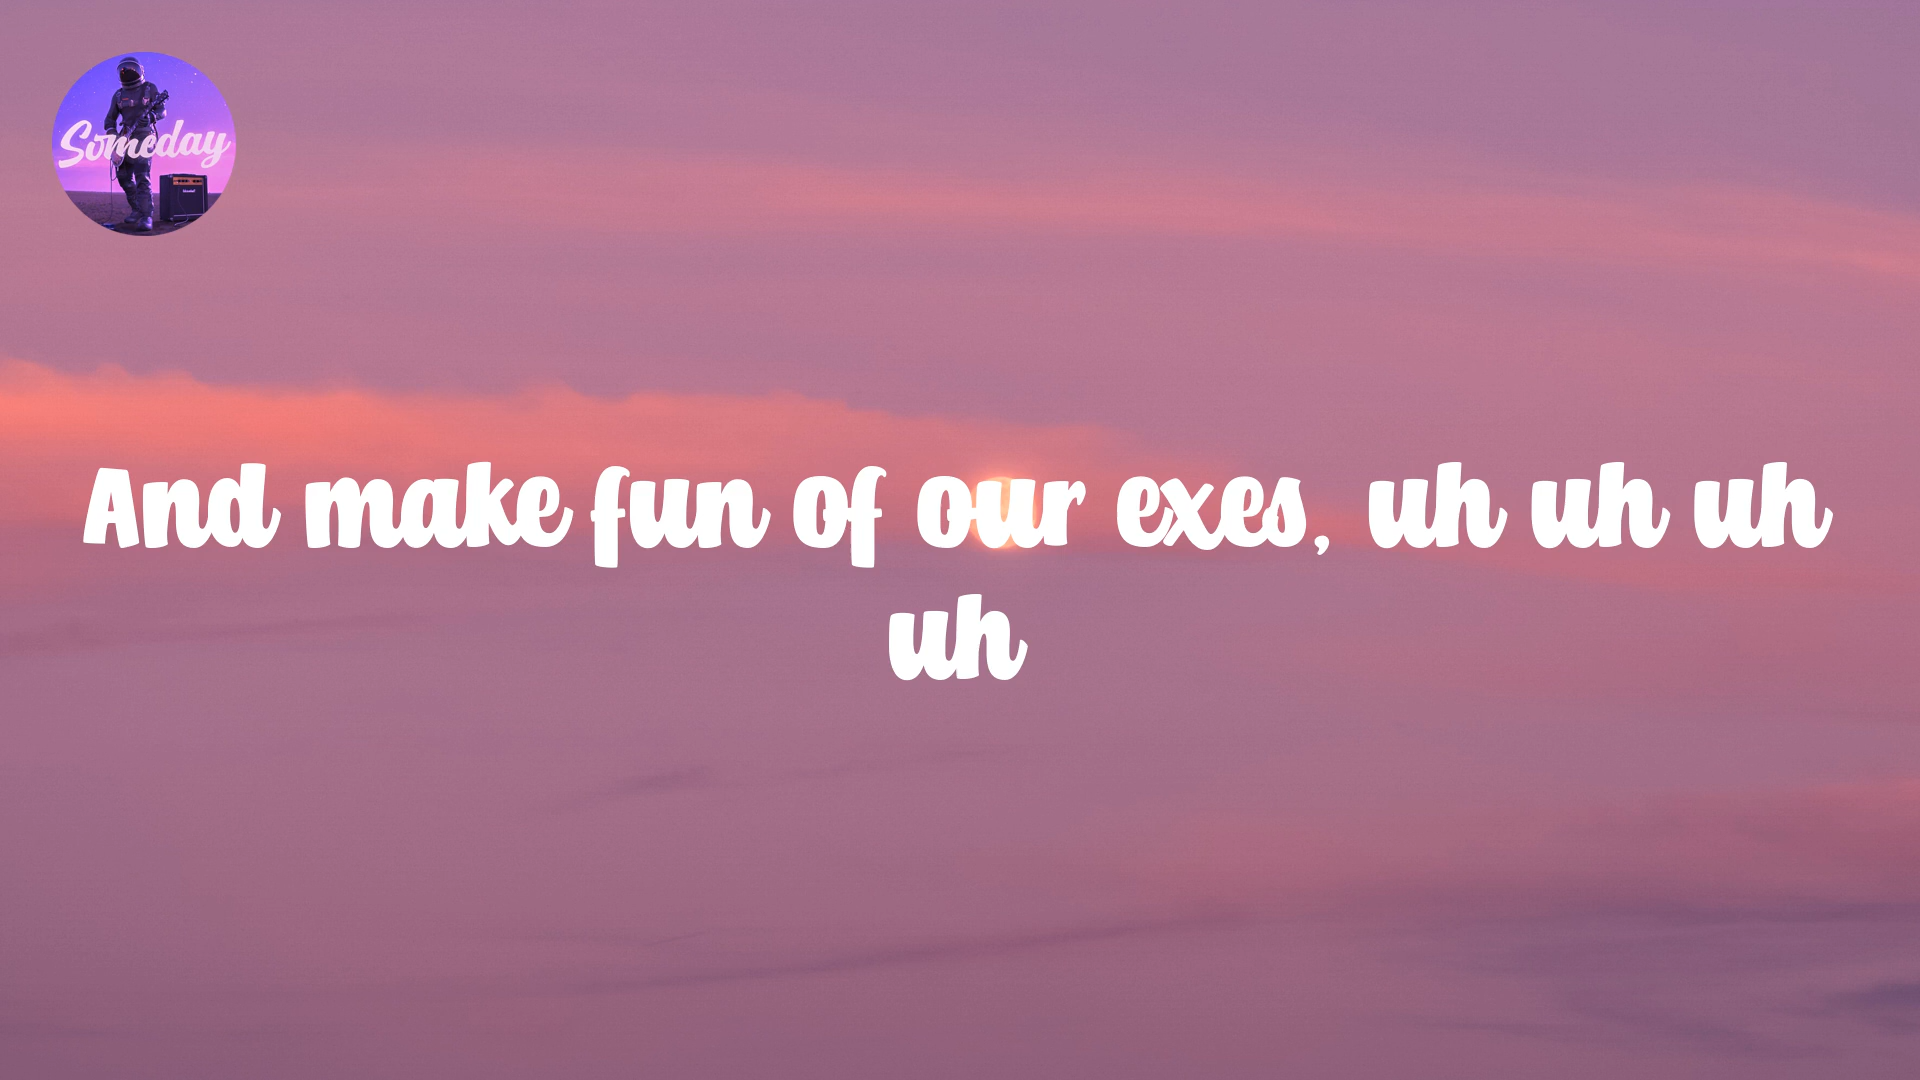 Someday
And make fun of our exes, uh uh uh
uh